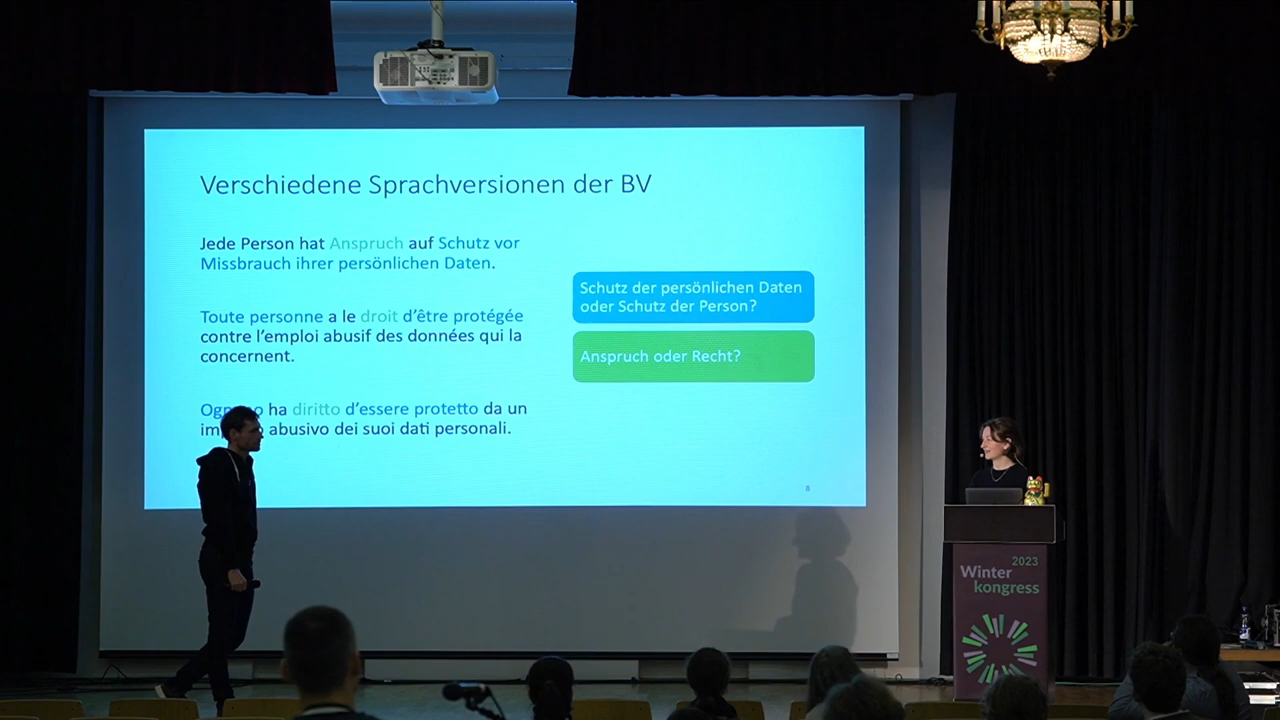 Verschiedene Sprachversionen der BV
Jede Person hat Anspruch auf Schutz vor
Missbrauch ihrer persönlichen Daten.
Toute personne a le droit d'être protégée
contre l'emploi abusif des données qui la
concernent.
ha diritto d'essere protetto da un
abusivo dei suoi dati personali.
Schutz der persönlichen Daten
oder Schutz der Person?
Anspruch oder Recht?
8
2023
Winter
kongress